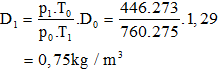 D₁ = p₁.T₀ / p₀.T₁ .D₀ = 446.273 / 760.275 .1,29
= 0,75kg / m³